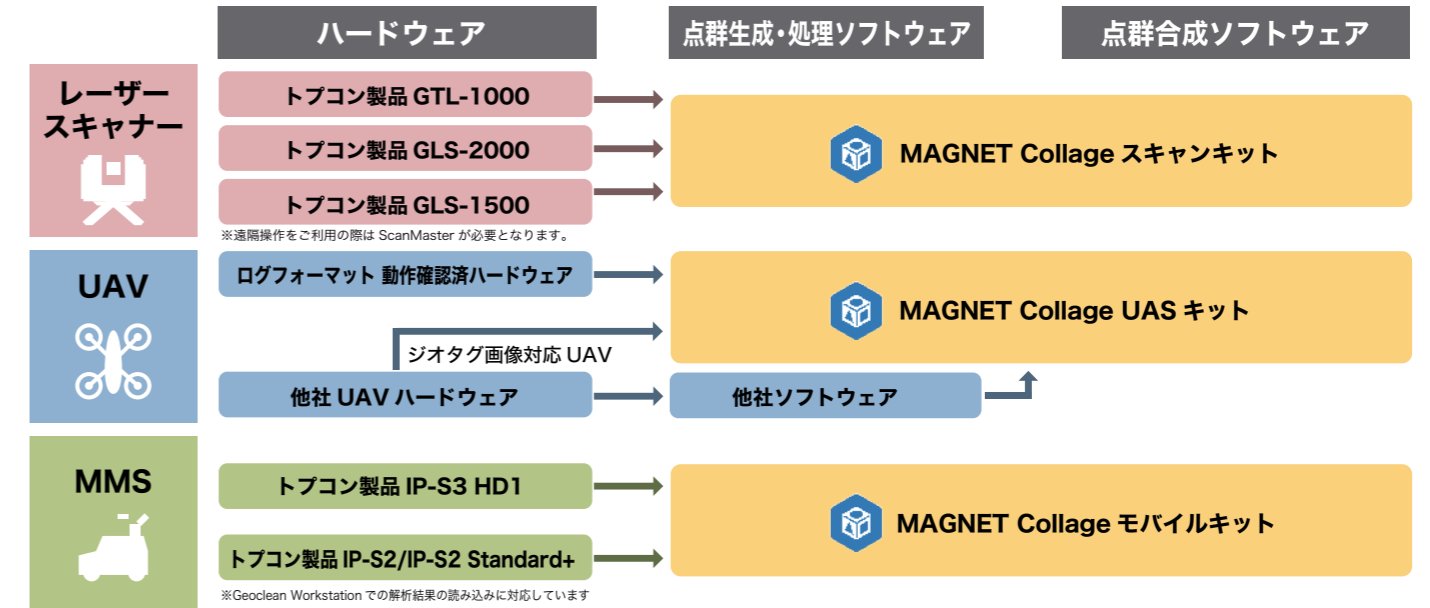 ハードウェア
点群生成・処理ソフトウェア
点群合成ソフトウェア
レーザー
スキャナー
トプコン製品 GTL-1000
トプコン製品 GLS-2000
トプコン製品 GLS-1500
※遠隔操作をご利用の際は ScanMaster が必要となります。
MAGNET Collage スキャンキット
UAV
ログフォーマット 動作確認済ハードウェア
ジオタグ画像対応 UAV
他社 UAV ハードウェア
他社ソフトウェア
MAGNET Collage UAS キット
MMS
トプコン製品 IP-S3 HD1
トプコン製品 IP-S2/IP-S2 Standard+
※Geoclean Workstation での解析結果の読み込みに対応しています
MAGNET Collage モバイルキット